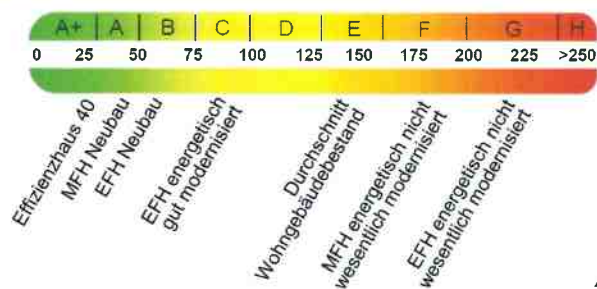 A+ A B C D E F G H
0 25 50 75 100 125 150 175 200 225 >250
Effizienzhaus 40
MFH Neubau
EFH Neubau
EFH energetisch
gut modernisiert
Durchschnitt
Wohngebäudebestand
MFH energetisch nicht
wesentlich modernisiert
EFH energetisch nicht
wesentlich modernisiert